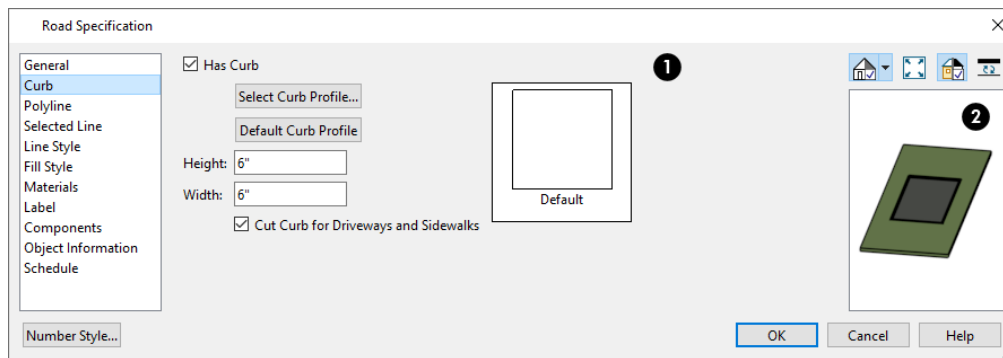 Road Specification
General
Curb
Polyline
Selected Line
Line Style
Fill Style
Materials
Label
Components
Object Information
Schedule
Number Style...
Has Curb
Select Curb Profile...
Default Curb Profile
Height: 6"
Width: 6"
Cut Curb for Driveways and Sidewalks
1
Default
2
OK
Cancel
Help